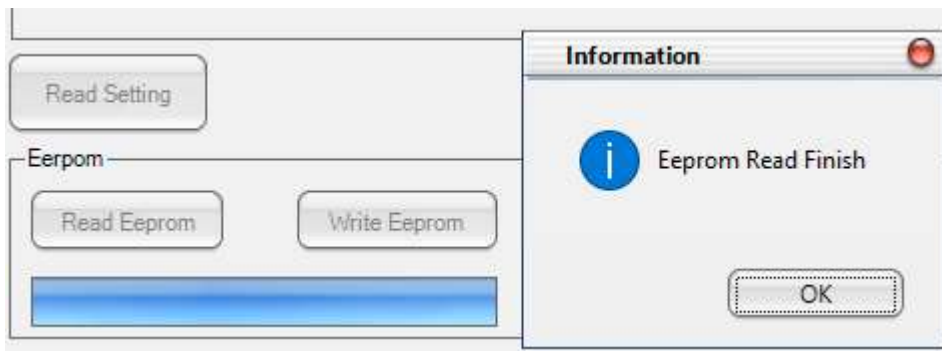 Information
Read Setting
Eeprom Read Finish
Eerpom
Read Eeprom
Write Eeprom
OK